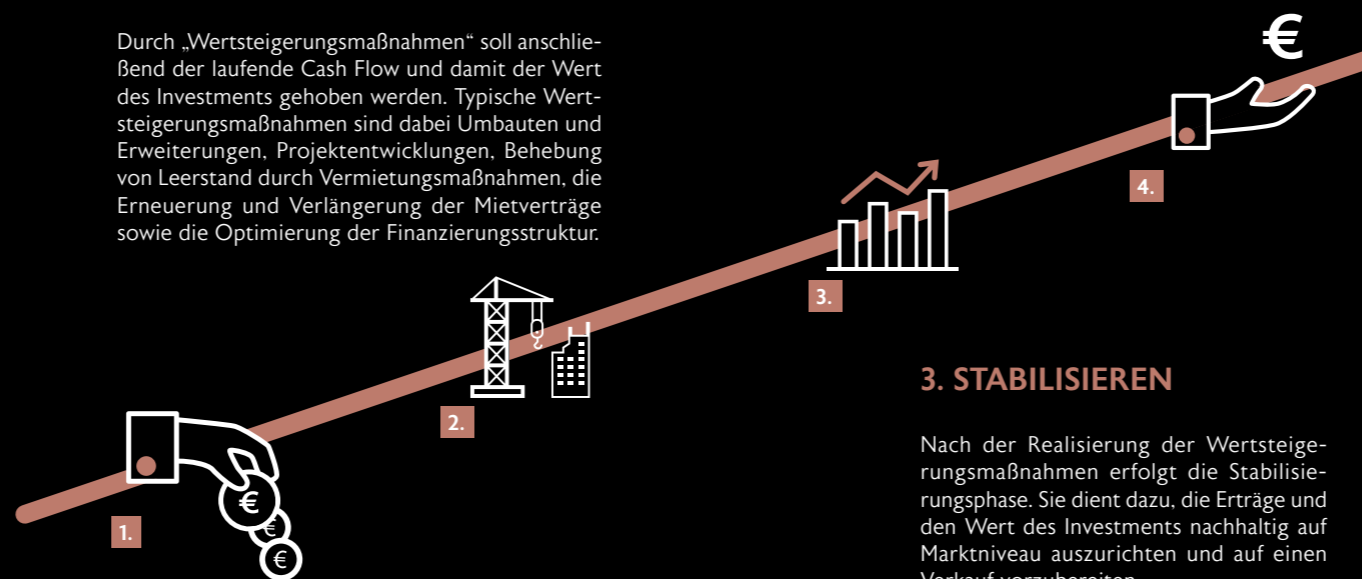 Durch „Wertsteigerungsmaßnahmen“ soll anschlie-
ßend der laufende Cash Flow und damit der Wert
des Investments gehoben werden. Typische Wert-
steigerungsmaßnahmen sind dabei Umbauten und
Erweiterungen, Projektentwicklungen, Behebung
von Leerstand durch Vermietungsmaßnahmen, die
Erneuerung und Verlängerung der Mietverträge
sowie die Optimierung der Finanzierungsstruktur.
€
4.
3.
2.
1.
€
€
€
3. STABILISIEREN
Nach der Realisierung der Wertsteige-
rungsmaßnahmen erfolgt die Stabilisie-
rungsphase. Sie dient dazu, die Erträge und
den Wert des Investments nachhaltig auf
Marktniveau auszurichten und auf einen
Verkauf vorzubereiten